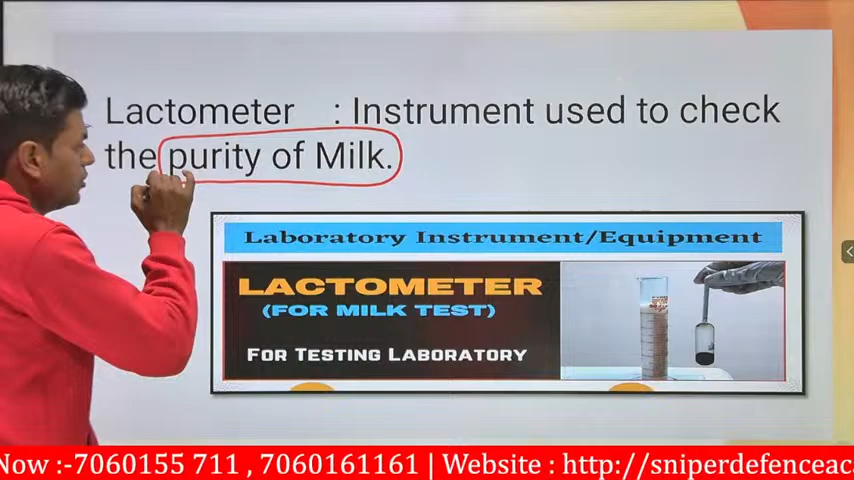 Lactometer : Instrument used to check
the purity of Milk.
Laboratory Instrument/Equipment
LACTOMETER
(FOR MILK TEST)
FOR TESTING LABORATORY
Now :-7060155 711 , 7060161161 | Website : http://sniperdefenceac